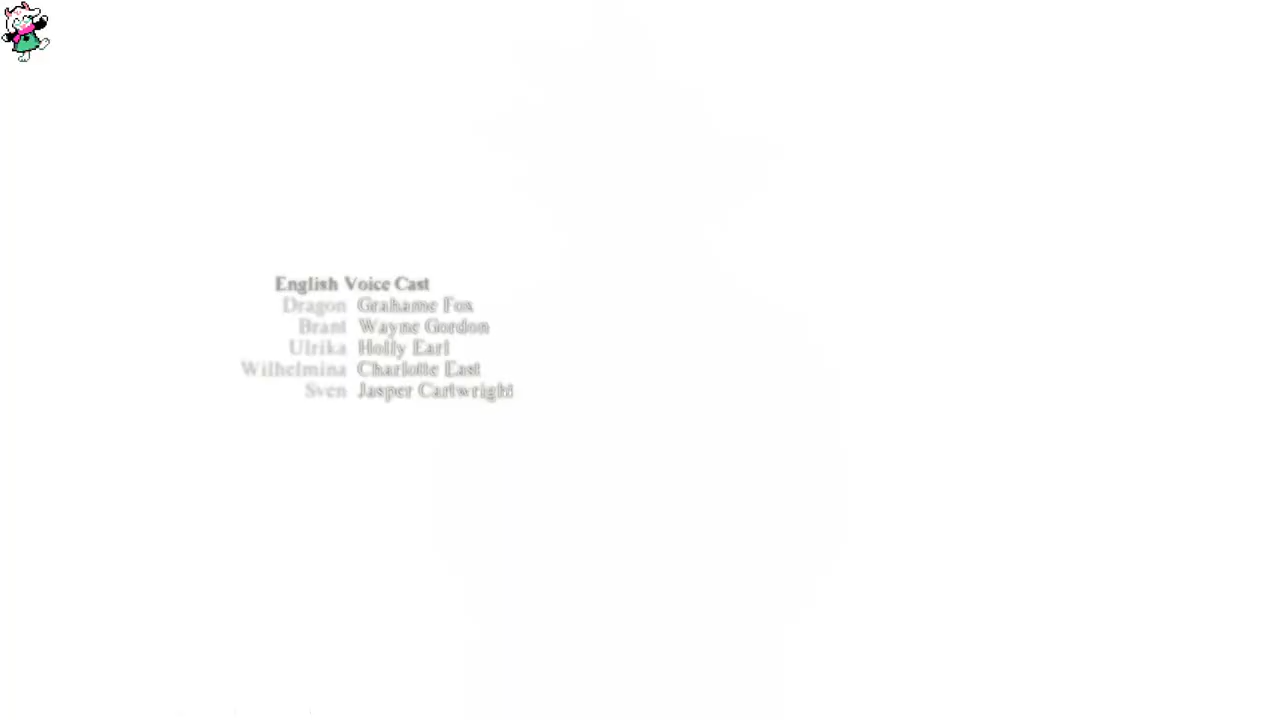 English Voice Cast
Dragon Grahame Fox
Brant Wayne Gordon
Ulrika Holly Earl
Wilhelmina Charlotte East
Sven Jasper Cartwright